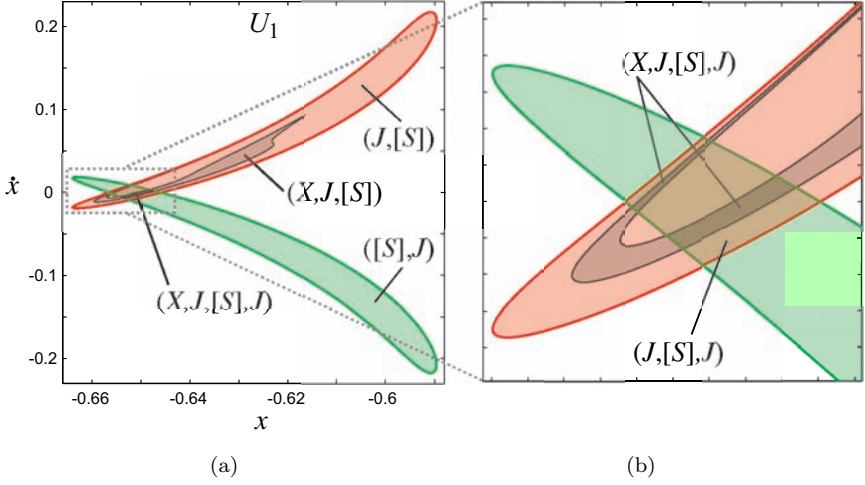 U1
0.2
0.1
0
-0.1
-0.2
ẋ
(J,[S])
(X,J,[S])
([S],J)
(X,J,[S],J)
-0.66
-0.64
-0.62
-0.6
x
(a)
(X,J,[S],J)
(J,[S],J)
(b)